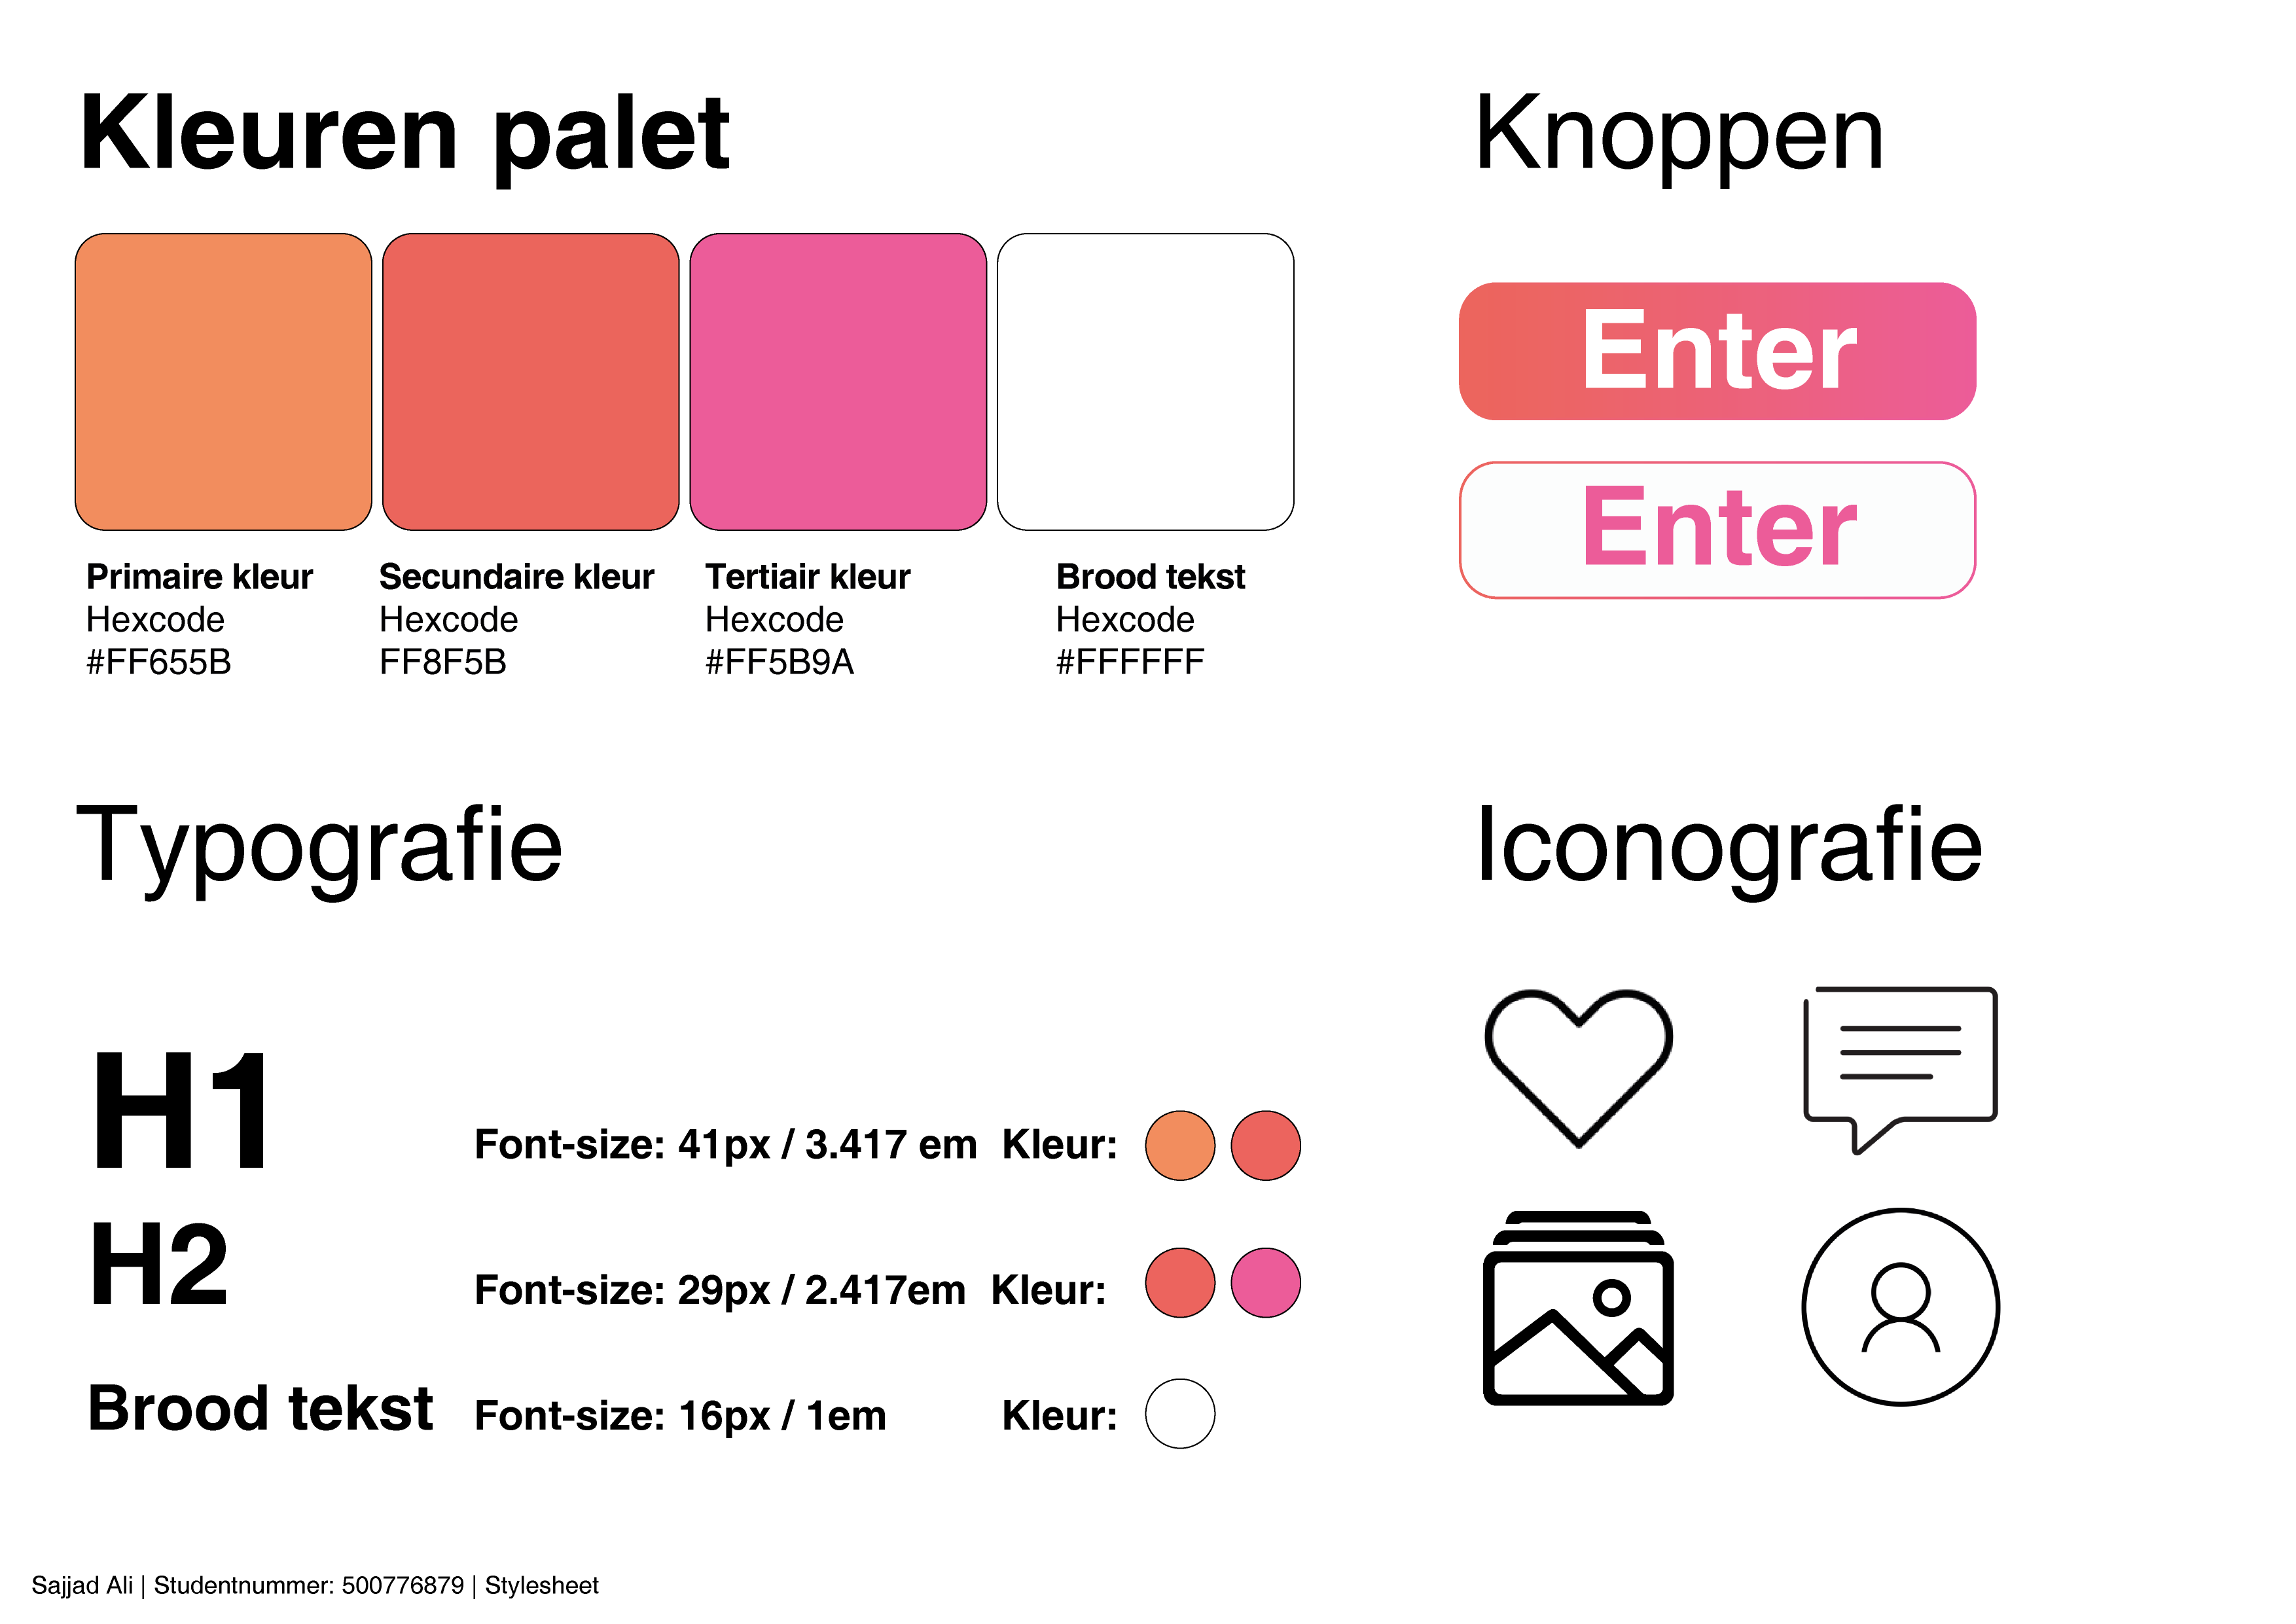 Kleuren palet
Primaire kleur
Hexcode
#FF655B
Secundaire kleur
Hexcode
FF8F5B
Tertiair kleur
Hexcode
#FF5B9A
Brood tekst
Hexcode
#FFFFFF
Knoppen
Enter
Enter
Typografie
H1
Font-size: 41px / 3.417 em Kleur:
H2
Font-size: 29px / 2.417em Kleur:
Brood tekst
Font-size: 16px / 1em Kleur:
Iconografie
Sajjad Ali | Studentnummer: 500776879 | Stylesheet